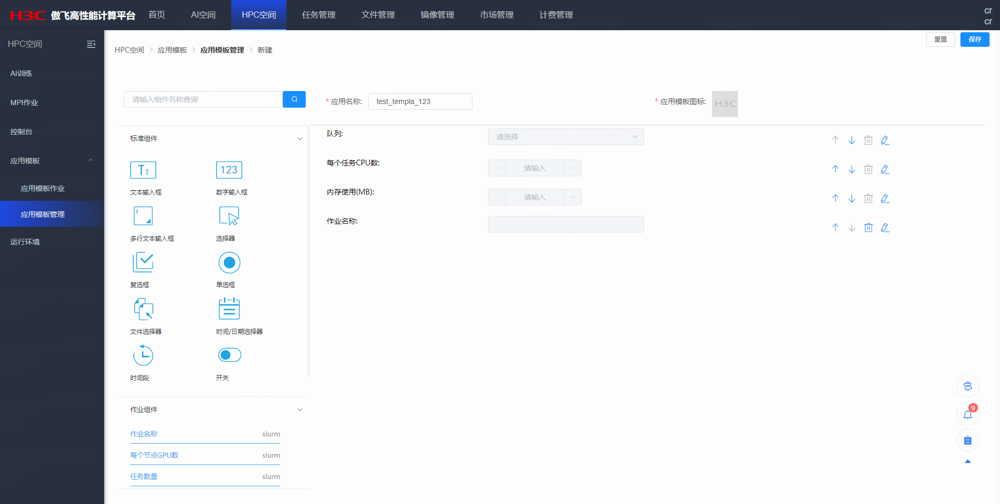 H3C 傲飞高性能计算平台 首页 AI空间 HPC空间 任务管理 文件管理 镜像管理 市场管理 计费管理
cr
cr
HPC空间
AI训练
MPI作业
控制台
应用模板
应用模板作业
应用模板管理
运行环境
HPC空间 > 应用模板 > 应用模板管理 > 新建
重置 保存
请输入组件名称查询
* 应用名称: test_templa_123
* 应用模板图标: H3C
标准组件
TT
123
文本输入框 数字输入框
多行文本输入框 选择器
复选框 单选框
文件选择器 时间/日期选择器
时间段 开关
作业组件
作业名称 slurm
每个节点GPU数 slurm
任务数量 slurm
队列: 请选择
每个任务CPU数: 请输入
内存使用(MB): 请输入
作业名称:
9